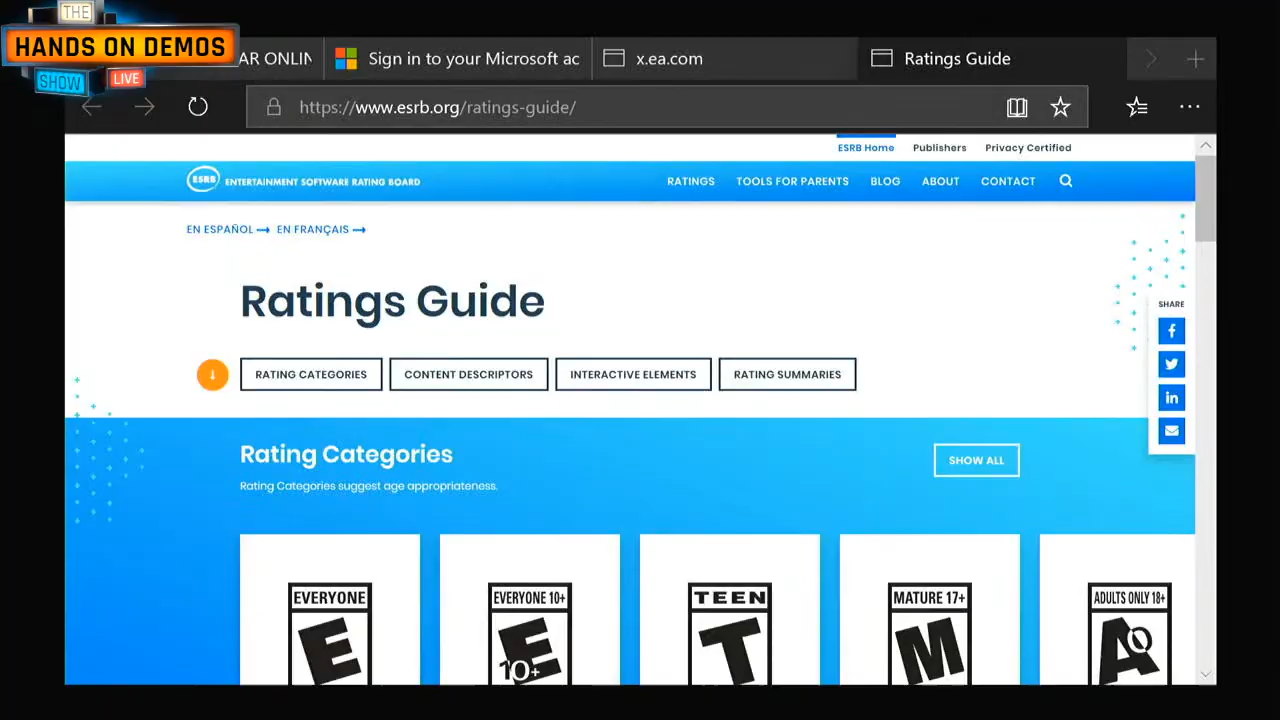 THE
HANDS ON DEMOS
SHOW LIVE
AR ONLIN
Sign in to your Microsoft ac
x.ea.com
Ratings Guide
https://www.esrb.org/ratings-guide/
ESRB Home Publishers Privacy Certified
ESRB ENTERTAINMENT SOFTWARE RATING BOARD
RATINGS TOOLS FOR PARENTS BLOG ABOUT CONTACT
EN ESPAÑOL EN FRANÇAIS
Ratings Guide
SHARE
RATING CATEGORIES CONTENT DESCRIPTORS INTERACTIVE ELEMENTS RATING SUMMARIES
Rating Categories
SHOW ALL
Rating Categories suggest age appropriateness.
EVERYONE EVERYONE 10+ TEEN MATURE 17+ ADULTS ONLY 18+
E E 10+ T M AO